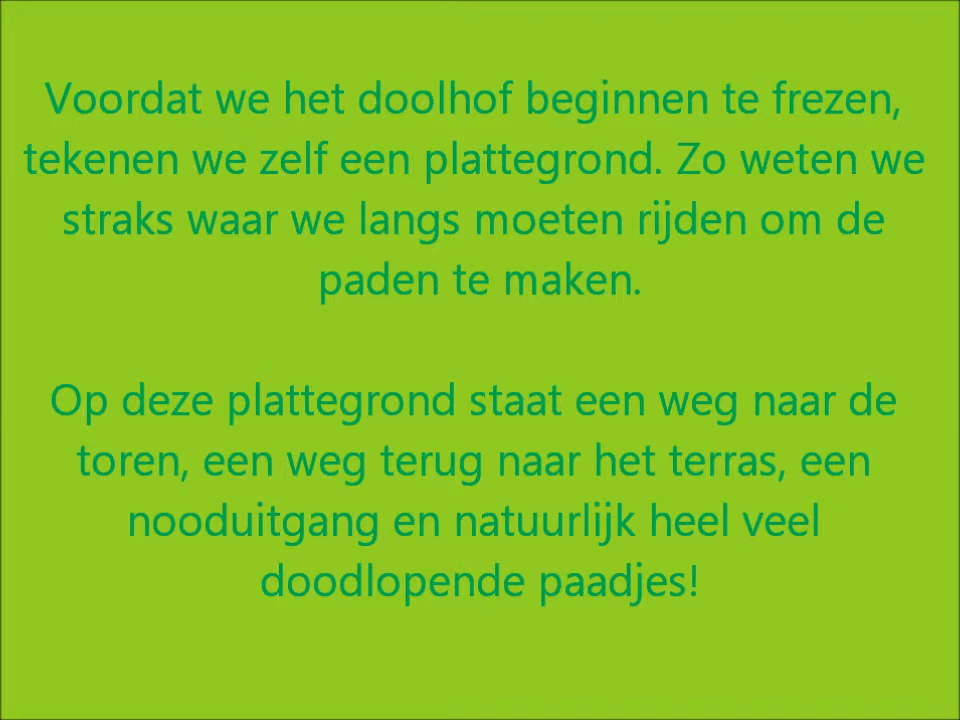 Voordat we het doolhof beginnen te frezen,
tekenen we zelf een plattegrond. Zo weten we
straks waar we langs moeten rijden om de
paden te maken.
Op deze plattegrond staat een weg naar de
toren, een weg terug naar het terras, een
nooduitgang en natuurlijk heel veel
doodlopende paadjes!